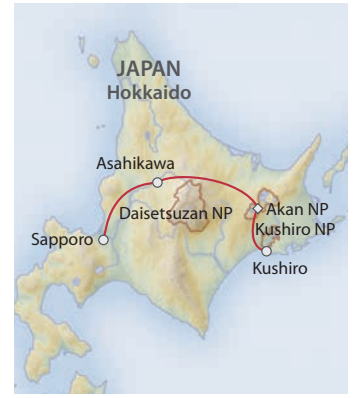 JAPAN
Hokkaido
Asahikawa
Daisetsuzan NP
Akan NP
Kushiro NP
Sapporo
Kushiro